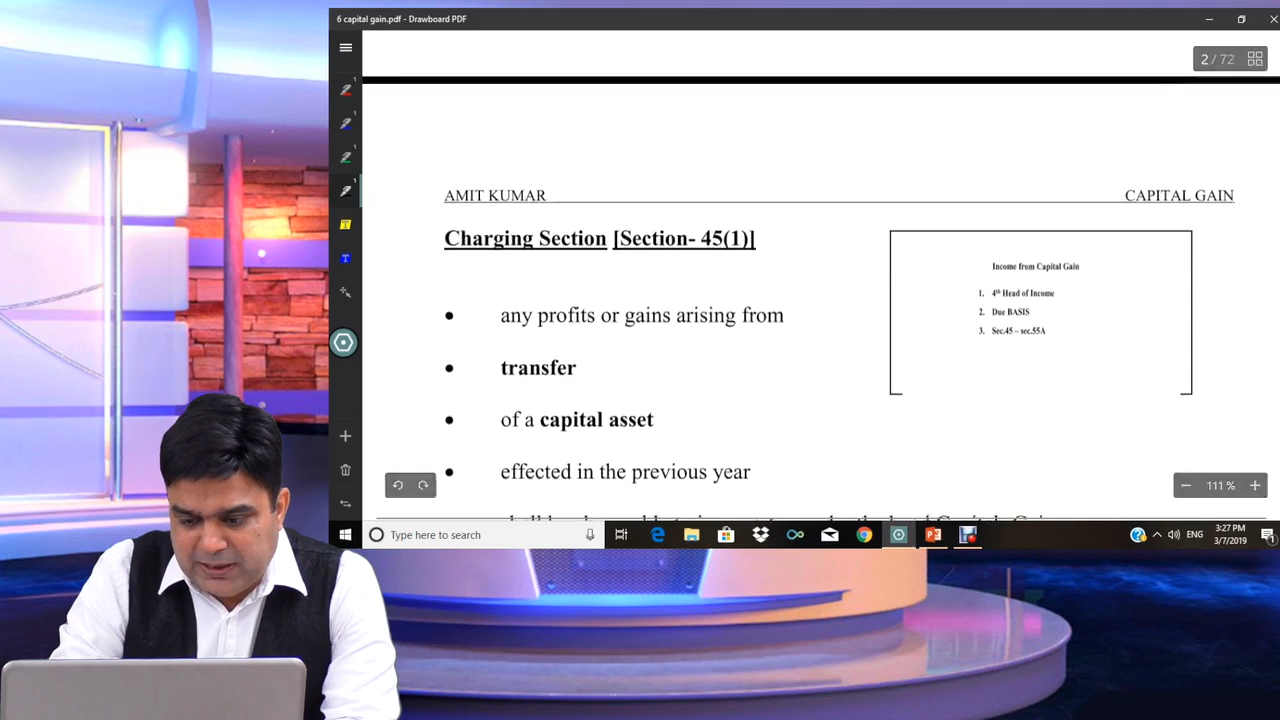 6 capital gain.pdf - Drawboard PDF
2 / 72
AMIT KUMAR CAPITAL GAIN
Charging Section [Section- 45(1)]
Income from Capital Gain
1. 4th Head of Income
2. Due BASIS
3. Sec.45 – sec.55A
• any profits or gains arising from
• transfer
• of a capital asset
• effected in the previous year
111 %
Type here to search
ENG
3:27 PM
3/7/2019